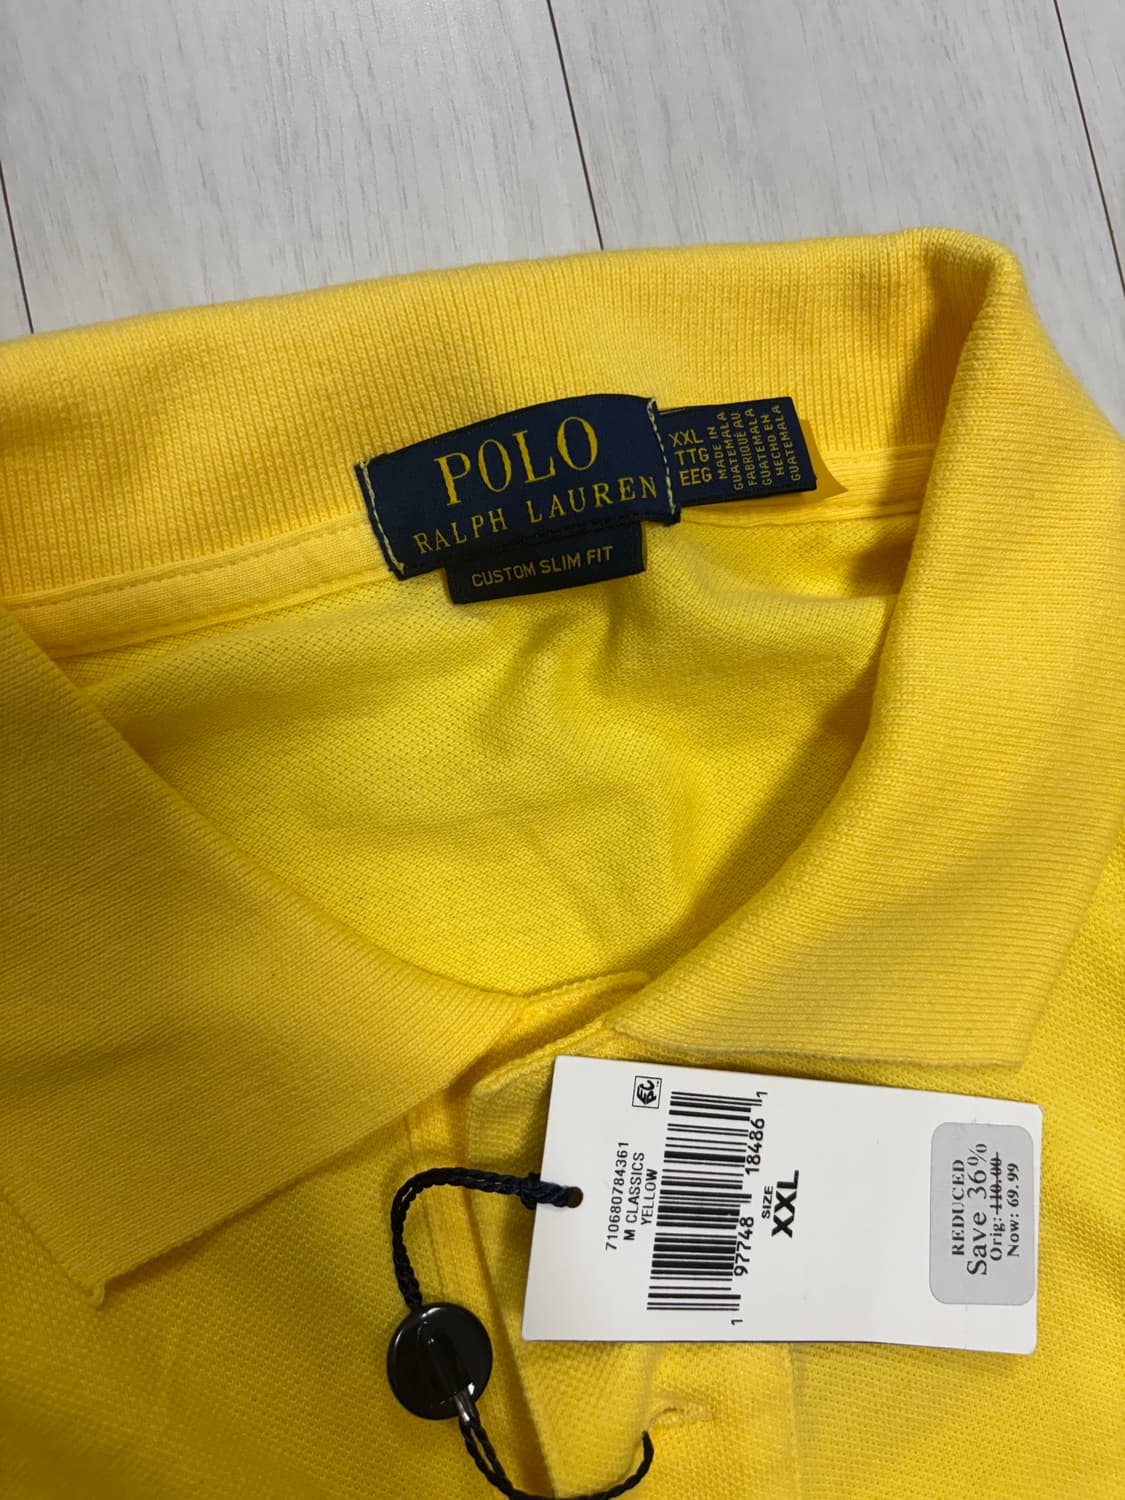 POLO
RALPH LAUREN
CUSTOM SLIM FIT
XXL
TTG
EEG
MADE IN
GUATEMALA
FABRIQUÉ AU
GUATEMALA
HECHO EN
GUATEMALA
710680784361
M CLASSICS
YELLOW
1 97748 18486 1
SIZE
XXL
REDUCED
Save 36%
Orig: 110.00
Now: 69.99